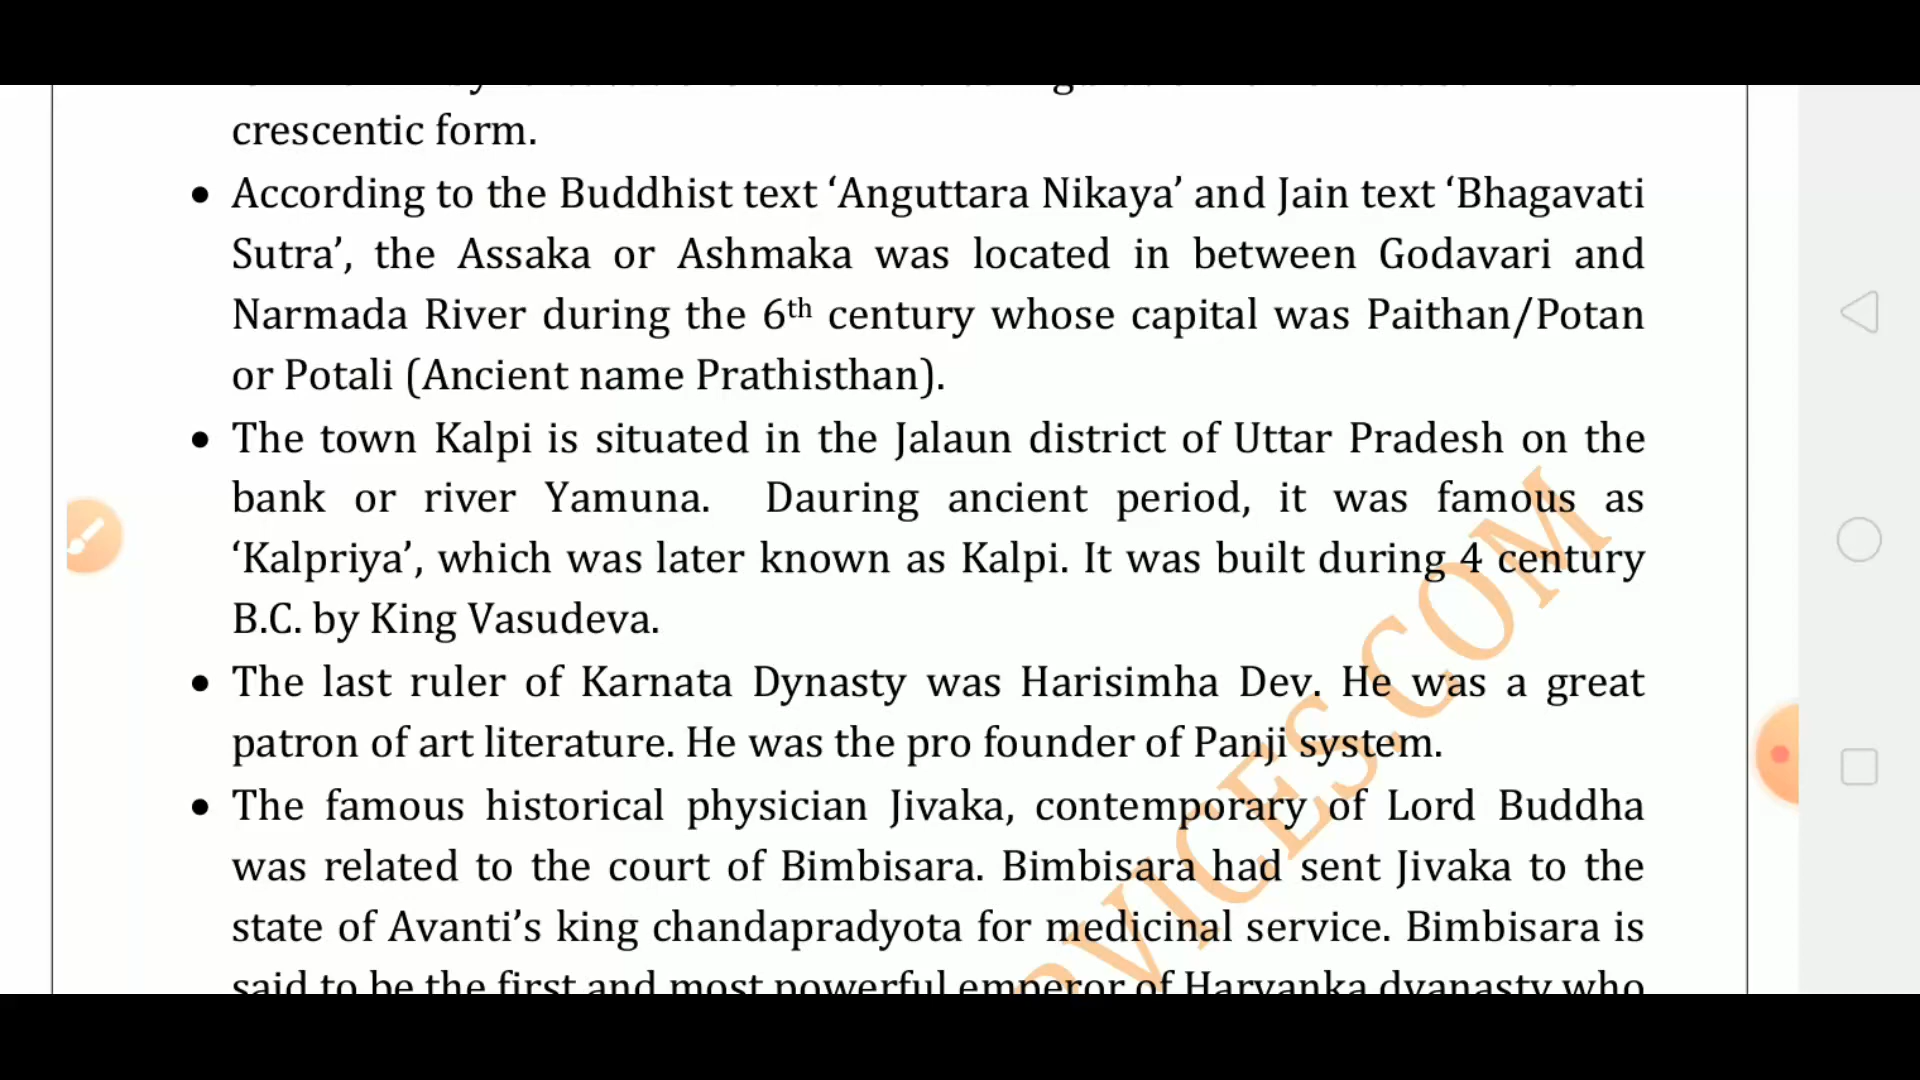 crescentic form.
• According to the Buddhist text ‘Anguttara Nikaya’ and Jain text ‘Bhagavati
Sutra’, the Assaka or Ashmaka was located in between Godavari and
Narmada River during the 6th century whose capital was Paithan/Potan
or Potali (Ancient name Prathisthan).
• The town Kalpi is situated in the Jalaun district of Uttar Pradesh on the
bank or river Yamuna. Dauring ancient period, it was famous as
‘Kalpriya’, which was later known as Kalpi. It was built during 4 century
B.C. by King Vasudeva.
• The last ruler of Karnata Dynasty was Harisimha Dev. He was a great
patron of art literature. He was the pro founder of Panji system.
• The famous historical physician Jivaka, contemporary of Lord Buddha
was related to the court of Bimbisara. Bimbisara had sent Jivaka to the
state of Avanti’s king chandapradyota for medicinal service. Bimbisara is
said to be the first and most powerful emperor of Haryanka dyanasty who
RVICES.COM